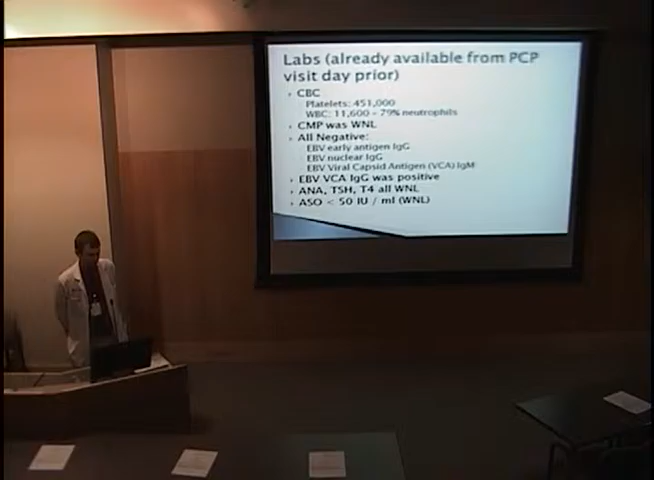 Labs (already available from PCP
visit day prior)
CBC
Platelets: 451,000
WBC: 11,600 - 79% neutrophils
CMP was WNL
All Negative:
EBV early antigen IgG
EBV nuclear IgG
EBV Viral Capsid Antigen (VCA) IgM
EBV VCA IgG was positive
ANA, TSH, T4 all WNL
ASO < 50 IU / ml (WNL)